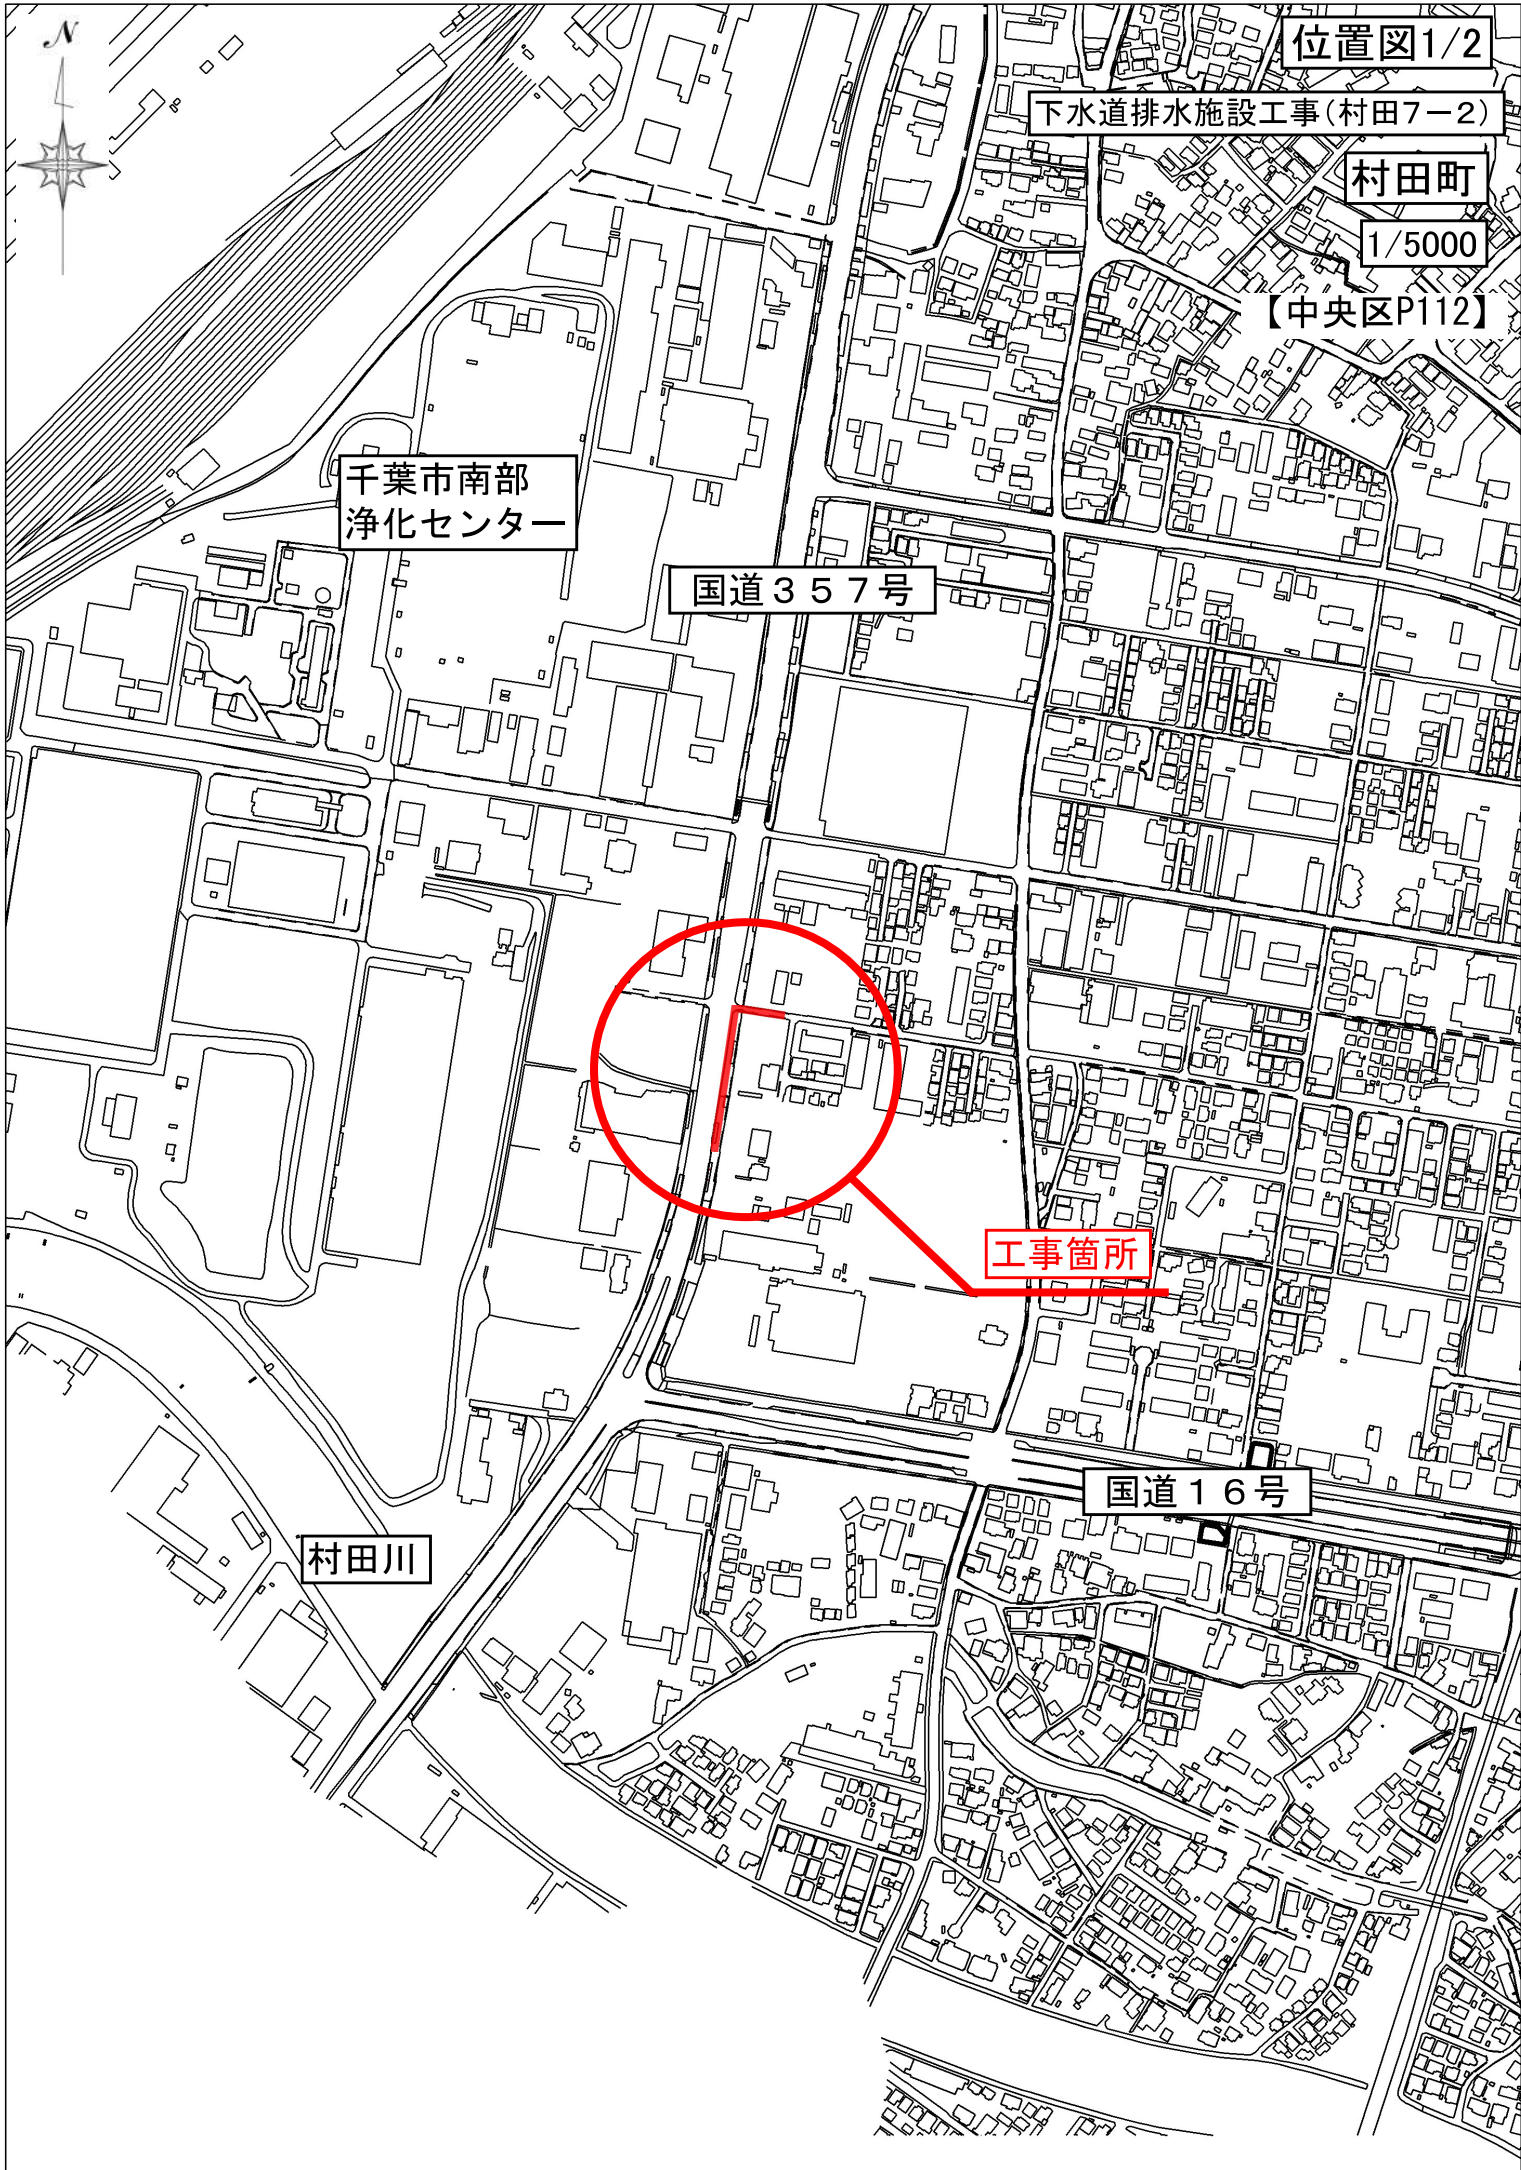 N
位置図1/2
下水道排水施設工事(村田7-2)
村田町
1/5000
【中央区P112】
千葉市南部
浄化センター
国道３５７号
工事箇所
国道１６号
村田川